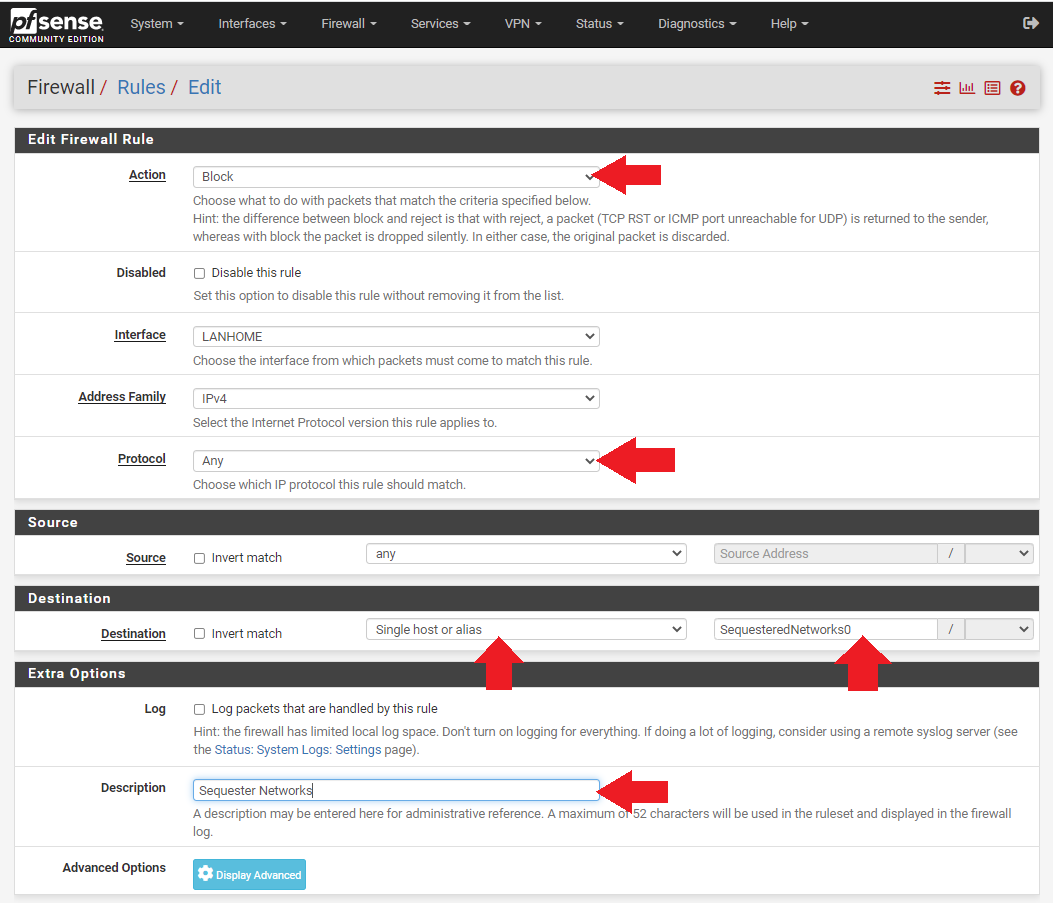 pfsense
COMMUNITY EDITION
System Interfaces Firewall Services VPN Status Diagnostics Help
Firewall / Rules / Edit
Edit Firewall Rule
Action
Block
Choose what to do with packets that match the criteria specified below.
Hint: the difference between block and reject is that with reject, a packet (TCP RST or ICMP port unreachable for UDP) is returned to the sender,
whereas with block the packet is dropped silently. In either case, the original packet is discarded.
Disabled
Disable this rule
Set this option to disable this rule without removing it from the list.
Interface
LANHOME
Choose the interface from which packets must come to match this rule.
Address Family
IPv4
Select the Internet Protocol version this rule applies to.
Protocol
Any
Choose which IP protocol this rule should match.
Source
Source
Invert match
any
Source Address
/
Destination
Destination
Invert match
Single host or alias
SequesteredNetworks0
/
Extra Options
Log
Log packets that are handled by this rule
Hint: the firewall has limited local log space. Don't turn on logging for everything. If doing a lot of logging, consider using a remote syslog server (see
the Status: System Logs: Settings page).
Description
Sequester Networks
A description may be entered here for administrative reference. A maximum of 52 characters will be used in the ruleset and displayed in the firewall
log.
Advanced Options
Display Advanced